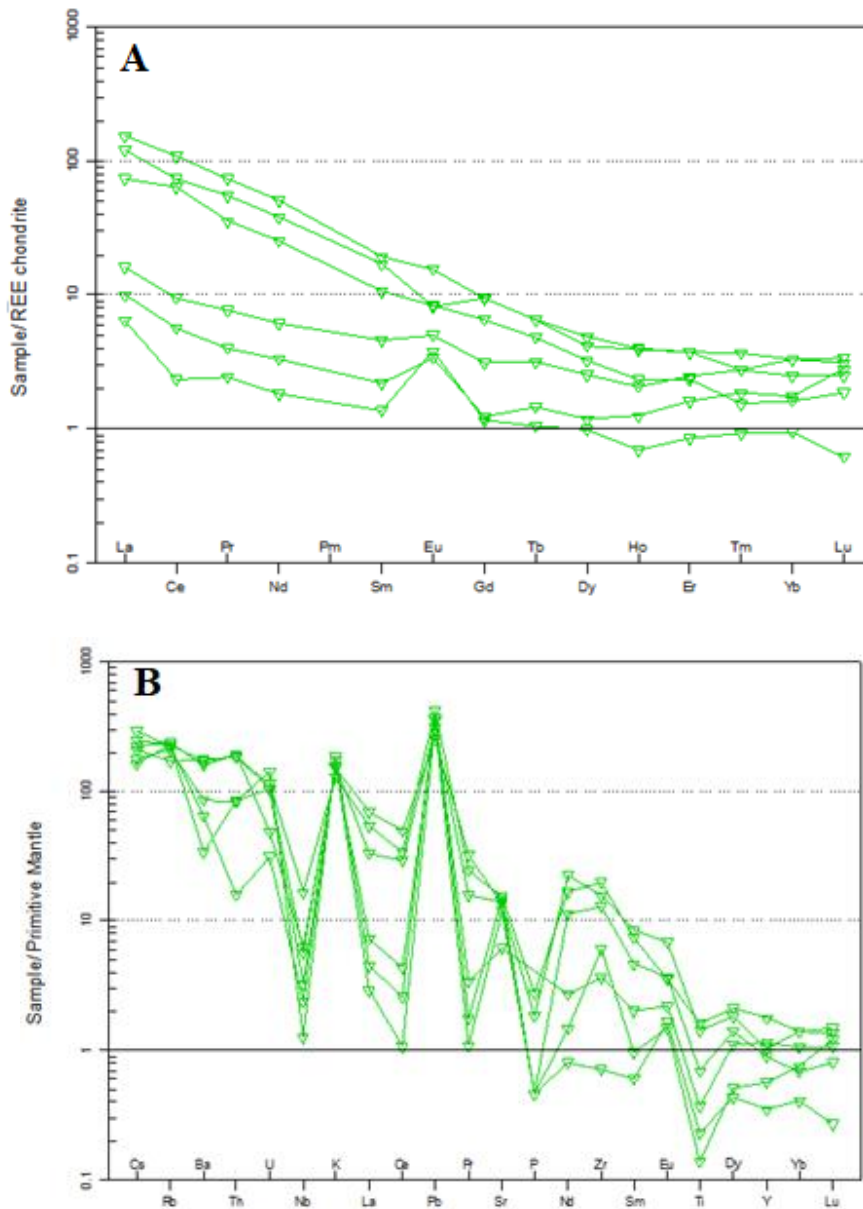 A
1000
100
10
1
0.1
Sample/ REE chondrite
La Pr Pm Eu Tb Ho Tm Lu
Ce Nd Sm Gd Dy Er Yb
B
1000
100
10
1
0.1
Sample/ Primitive Mantle
Cs Ba U K Ce Pr P Zr Eu Dy Yb
Rb Th Nb La Pb Sr Nd Sm Ti Y Lu